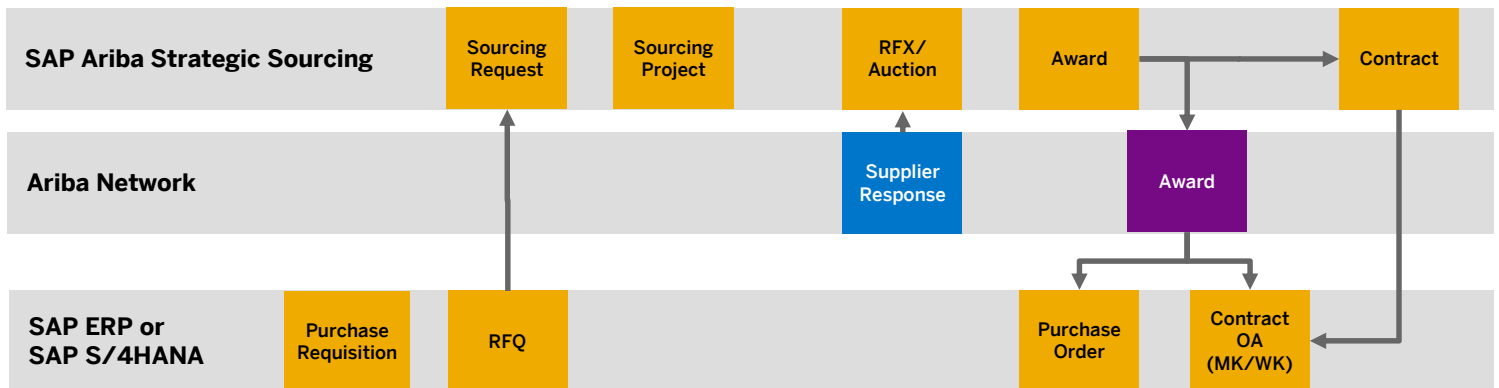 SAP Ariba Strategic Sourcing
Sourcing
Request
Sourcing
Project
RFX/
Auction
Award
Contract
Ariba Network
Supplier
Response
Award
SAP ERP or
SAP S/4HANA
Purchase
Requisition
RFQ
Purchase
Order
Contract
OA
(MK/WK)